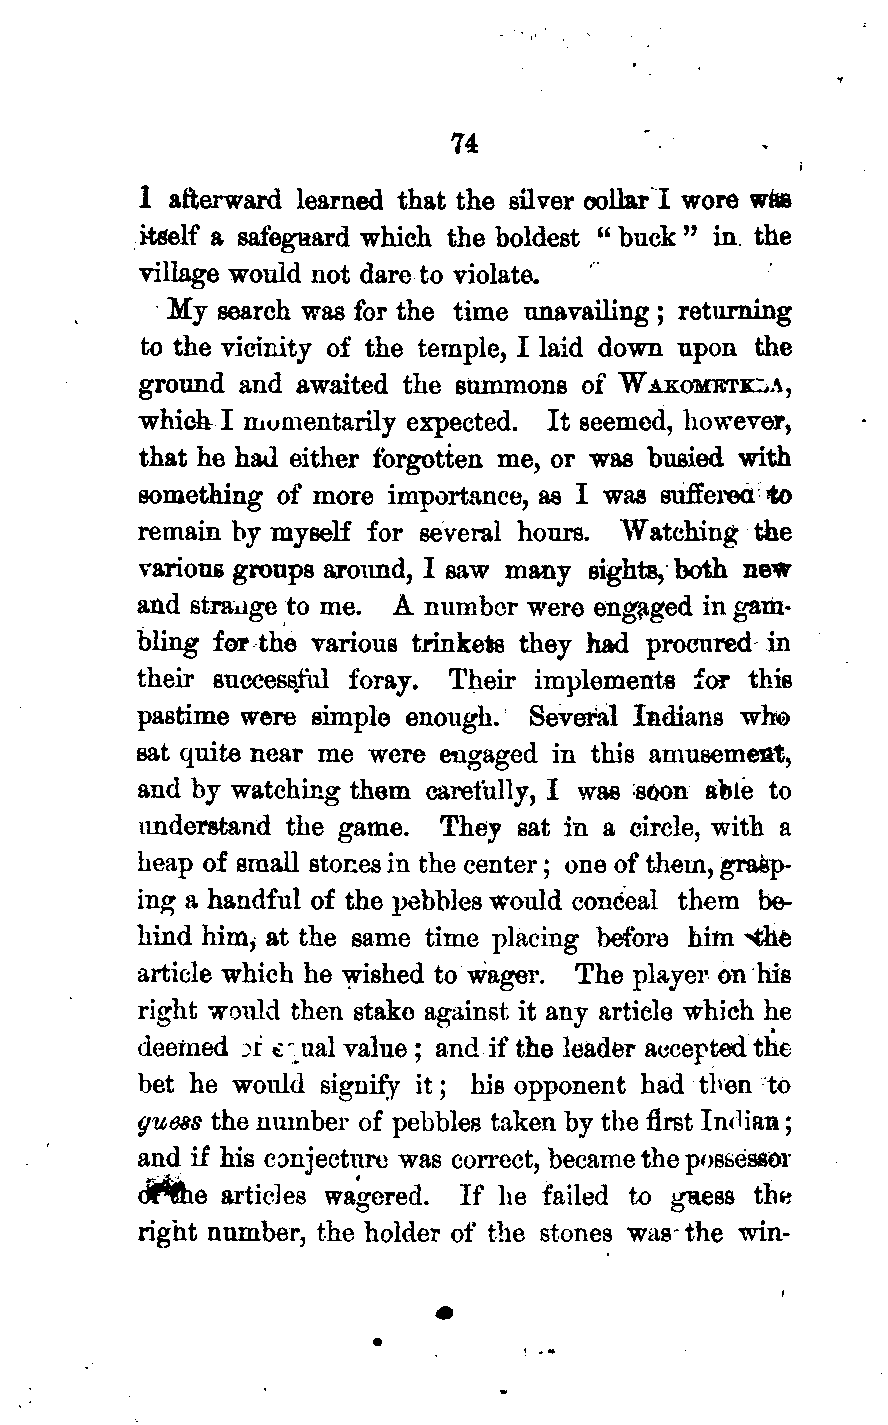 74
I afterward learned that the silver collar I wore was
itself a safeguard which the boldest “ buck ” in the
village would not dare to violate.
My search was for the time unavailing ; returning
to the vicinity of the temple, I laid down upon the
ground and awaited the summons of WAKOMETKLA,
which I momentarily expected. It seemed, however,
that he had either forgotten me, or was busied with
something of more importance, as I was suffered to
remain by myself for several hours. Watching the
various groups around, I saw many sights, both new
and strange to me. A number were engaged in gam-
bling for the various trinkets they had procured in
their successful foray. Their implements for this
pastime were simple enough. Several Indians who
sat quite near me were engaged in this amusement,
and by watching them carefully, I was soon able to
understand the game. They sat in a circle, with a
heap of small stones in the center ; one of them, grasp-
ing a handful of the pebbles would conceal them be-
hind him, at the same time placing before him the
article which he wished to wager. The player on his
right would then stake against it any article which he
deemed of equal value ; and if the leader accepted the
bet he would signify it ; his opponent had then to
guess the number of pebbles taken by the first Indian ;
and if his conjecture was correct, became the possessor
of the articles wagered. If he failed to guess the
right number, the holder of the stones was the win-